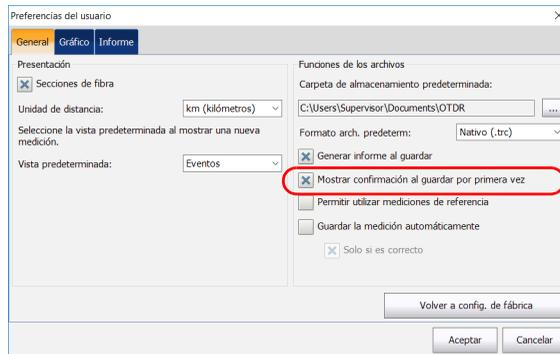 Preferencias del usuario
General Gráfico Informe
Presentación
Secciones de fibra
Unidad de distancia: km (kilómetros)
Seleccione la vista predeterminada al mostrar una nueva
medición.
Vista predeterminada: Eventos
Funciones de los archivos
Carpeta de almacenamiento predeterminada:
C:\Users\Supervisor\Documents\OTDR ...
Formato arch. predeterm: Nativo (.trc)
Generar informe al guardar
Mostrar confirmación al guardar por primera vez
Permitir utilizar mediciones de referencia
Guardar la medición automáticamente
Solo si es correcto
Volver a config. de fábrica
Aceptar Cancelar